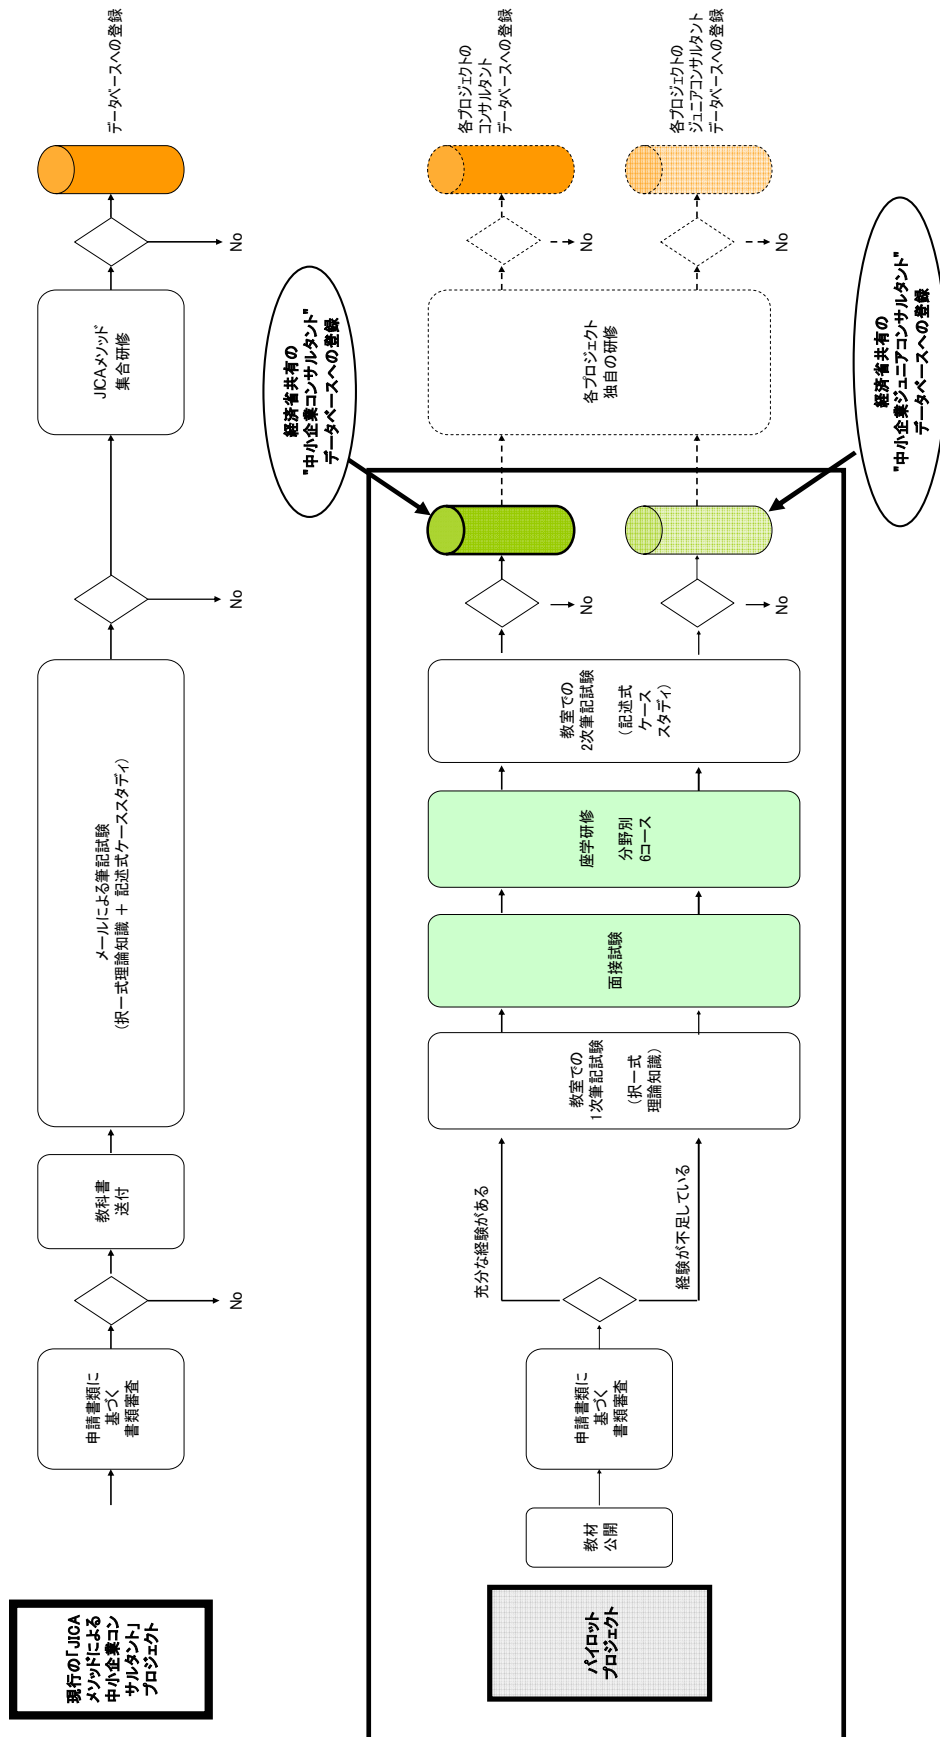 現行の「JICA
メソッドによる
中小企業コン
サルタント」
プロジェクト
申請書類に
基づく
書類審査
No
教科書
送付
メールによる筆記試験
(択一式理論知識 + 記述式ケーススタディ)
No
JICAメソッド
集合研修
No
データベースへの登録
パイロット
プロジェクト
教材
公開
申請書類に
基づく
書類審査
充分な経験がある
経験が不足している
教室での
1次筆記試験
(択一式
理論知識)
面接試験
座学研修
分野別
6コース
教室での
2次筆記試験
(記述式
ケース
スタディ)
No
No
経済省共有の
"中小企業コンサルタント"
データベースへの登録
経済省共有の
"中小企業ジュニアコンサルタント"
データベースへの登録
各プロジェクト
独自の研修
No
No
各プロジェクトの
コンサルタント
データベースへの登録
各プロジェクトの
ジュニアコンサルタント
データベースへの登録